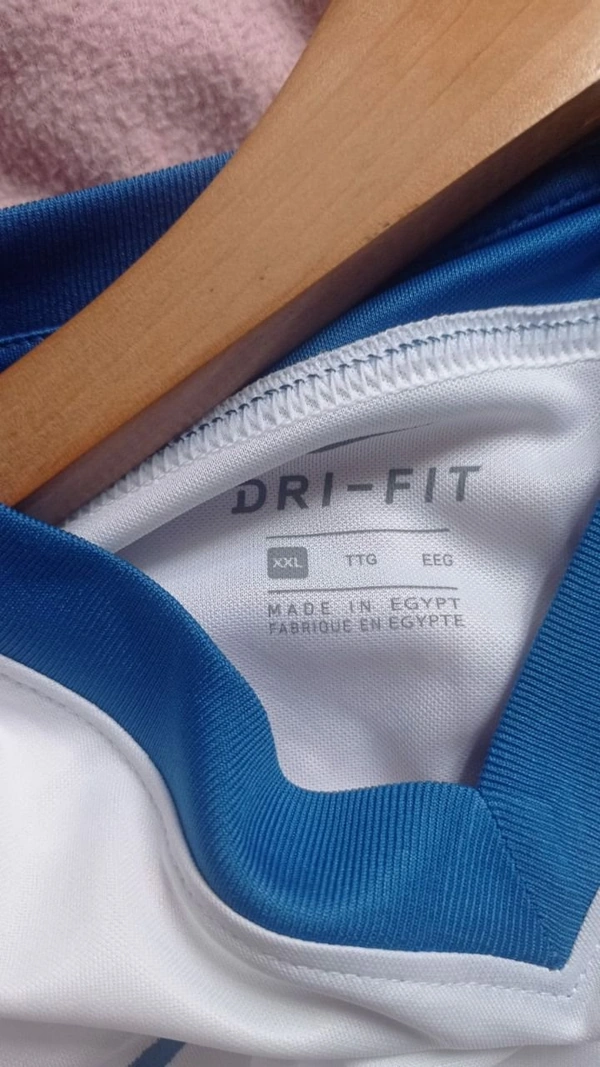 DRI-FIT
XXL TTG EEG
MADE IN EGYPT
FABRIQUE EN EGYPTE